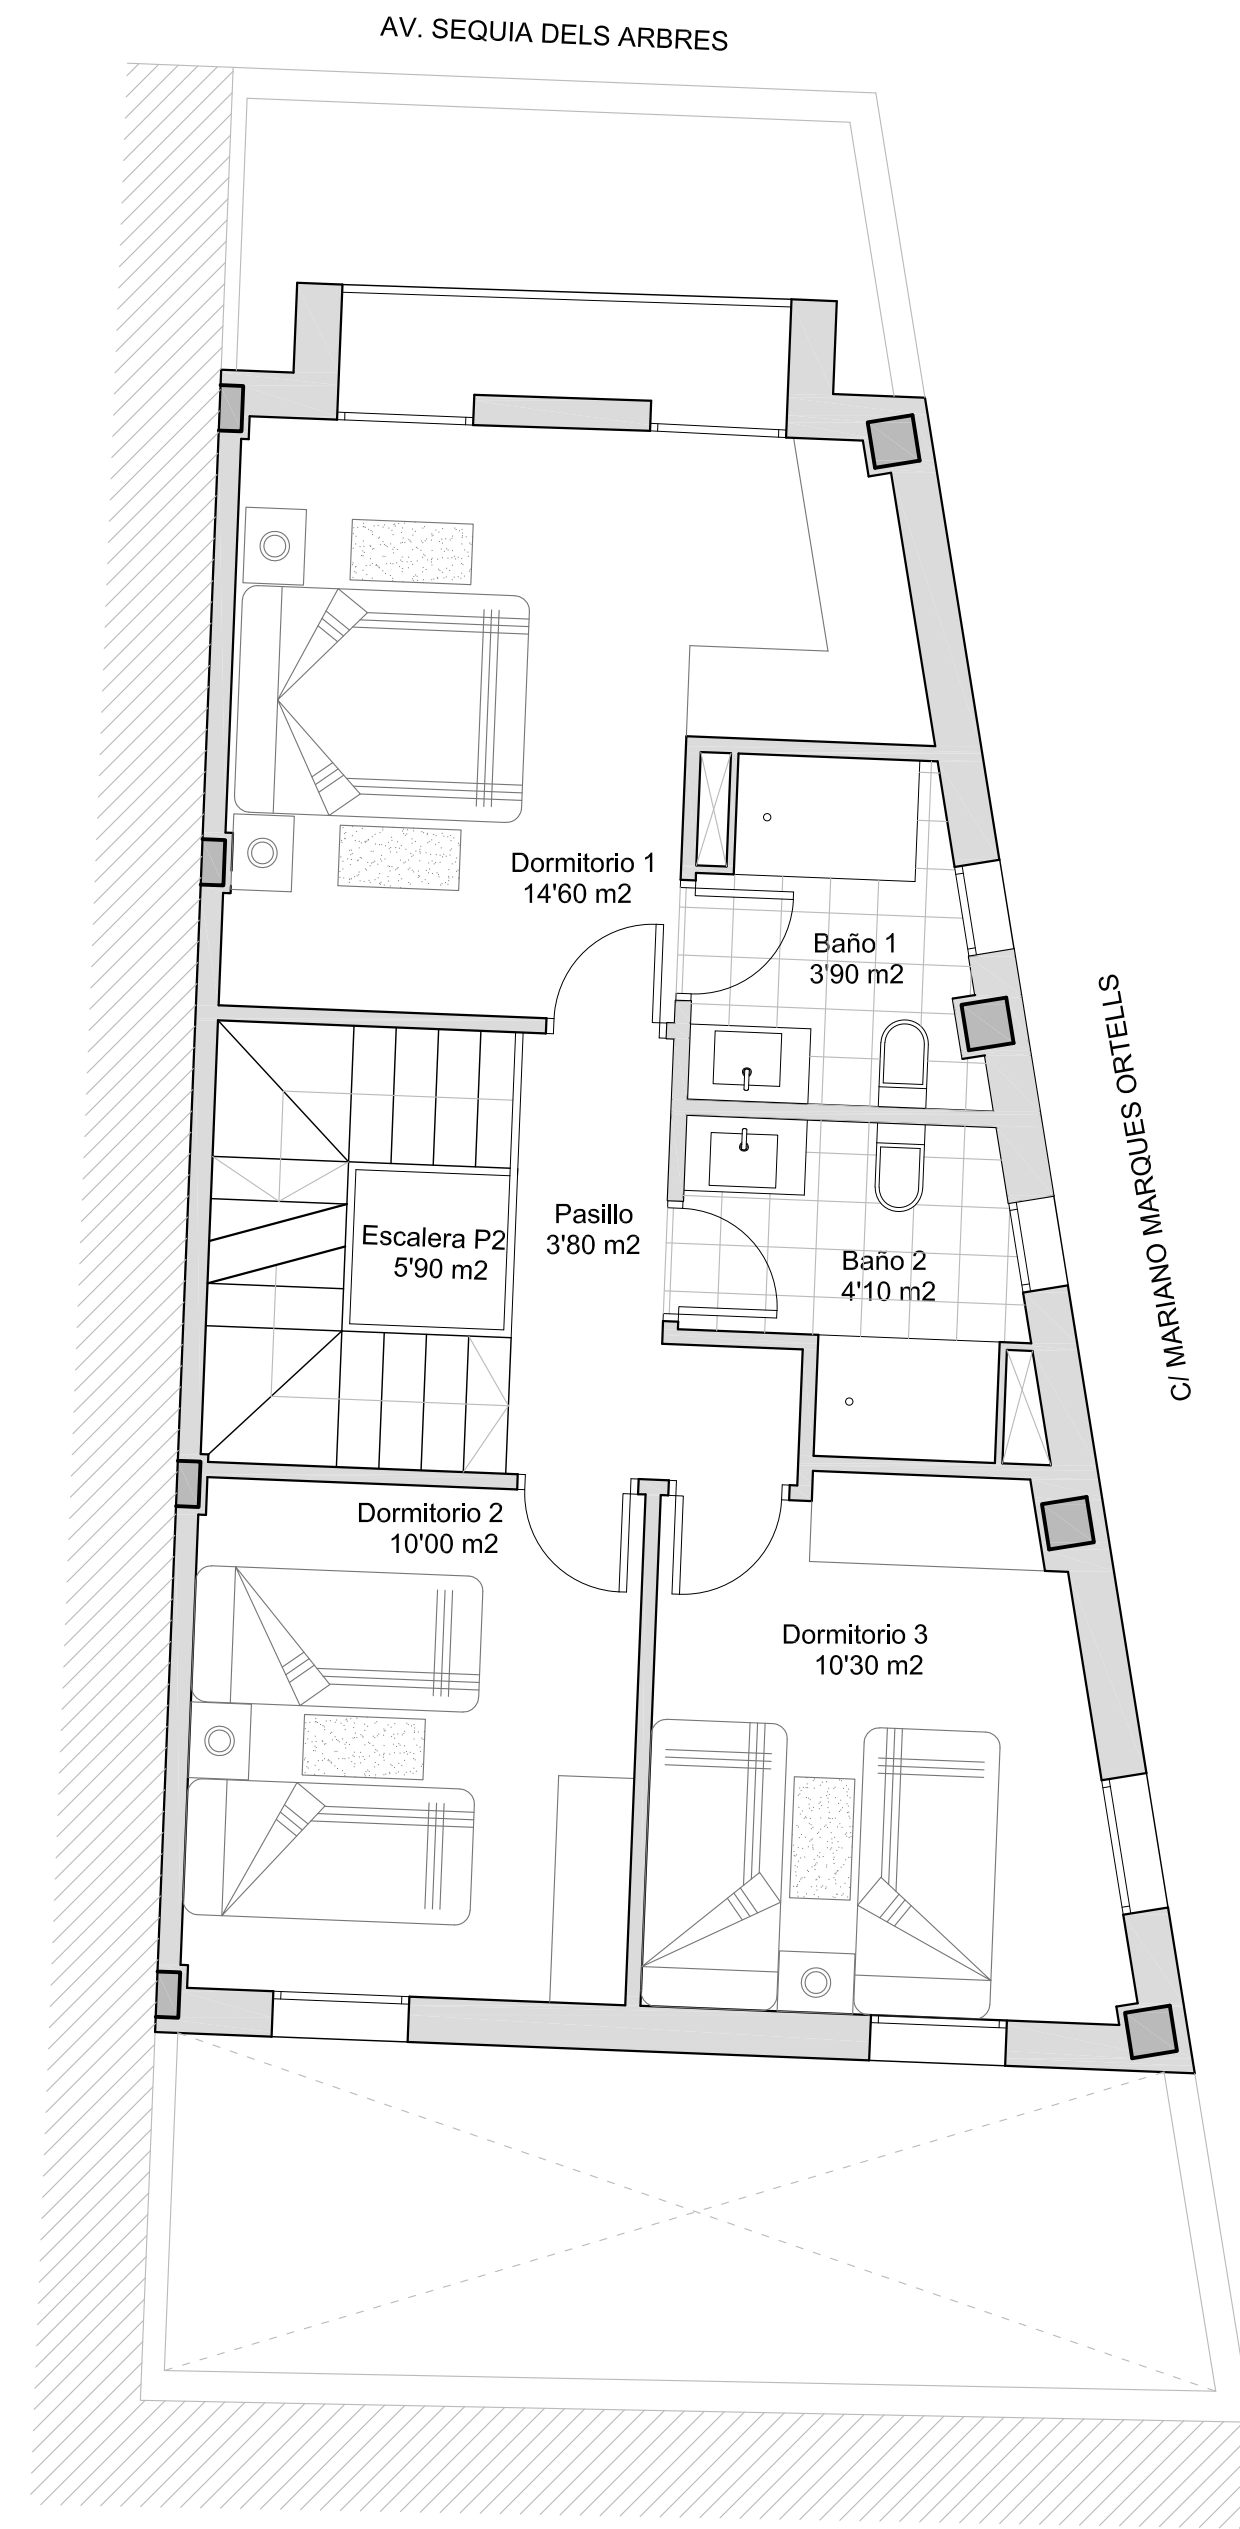 AV. SEQUIA DELS ARBRES
Dormitorio 1
14'60 m2
Baño 1
3'90 m2
C/ MARIANO MARQUES ORTELLS
Pasillo
3'80 m2
Escalera P2
5'90 m2
Baño 2
4'10 m2
Dormitorio 2
10'00 m2
Dormitorio 3
10'30 m2